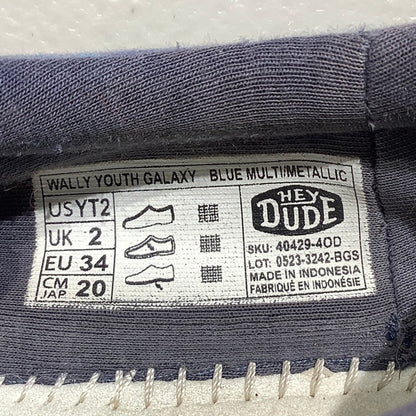 WALLY YOUTH GALAXY BLUE MULTI/METALLIC
USYT2
UK 2
EU 34
CM JAP 20
HEY DUDE
SKU: 40429-4OD
LOT: 0523-3242-BGS
MADE IN INDONESIA
FABRIQUÉ EN INDONÉSIE